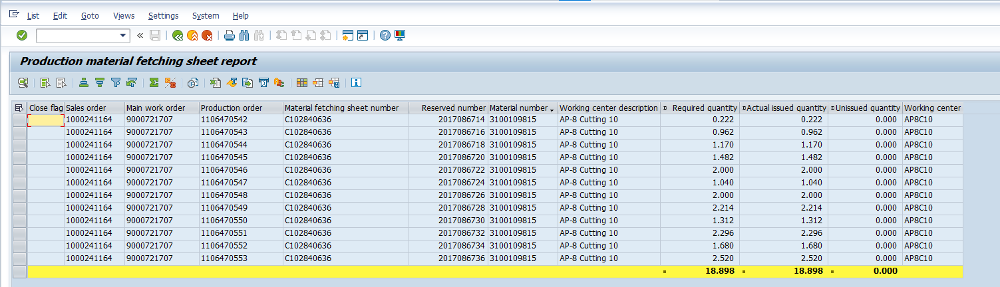 List Edit Goto Views Settings System Help
Production material fetching sheet report
Close flag Sales order Main work order Production order Material fetching sheet number Reserved number Material number Working center description Required quantity Actual issued quantity Unissued quantity Working center
1000241164 9000721707 1106470542 C102840636 2017086714 3100109815 AP-8 Cutting 10 0.222 0.222 0.000 AP8C10
1000241164 9000721707 1106470543 C102840636 2017086716 3100109815 AP-8 Cutting 10 0.962 0.962 0.000 AP8C10
1000241164 9000721707 1106470544 C102840636 2017086718 3100109815 AP-8 Cutting 10 1.170 1.170 0.000 AP8C10
1000241164 9000721707 1106470545 C102840636 2017086720 3100109815 AP-8 Cutting 10 1.482 1.482 0.000 AP8C10
1000241164 9000721707 1106470546 C102840636 2017086722 3100109815 AP-8 Cutting 10 2.000 2.000 0.000 AP8C10
1000241164 9000721707 1106470547 C102840636 2017086724 3100109815 AP-8 Cutting 10 1.040 1.040 0.000 AP8C10
1000241164 9000721707 1106470548 C102840636 2017086726 3100109815 AP-8 Cutting 10 2.000 2.000 0.000 AP8C10
1000241164 9000721707 1106470549 C102840636 2017086728 3100109815 AP-8 Cutting 10 2.214 2.214 0.000 AP8C10
1000241164 9000721707 1106470550 C102840636 2017086730 3100109815 AP-8 Cutting 10 1.312 1.312 0.000 AP8C10
1000241164 9000721707 1106470551 C102840636 2017086732 3100109815 AP-8 Cutting 10 2.296 2.296 0.000 AP8C10
1000241164 9000721707 1106470552 C102840636 2017086734 3100109815 AP-8 Cutting 10 1.680 1.680 0.000 AP8C10
1000241164 9000721707 1106470553 C102840636 2017086736 3100109815 AP-8 Cutting 10 2.520 2.520 0.000 AP8C10
18.898 18.898 0.000